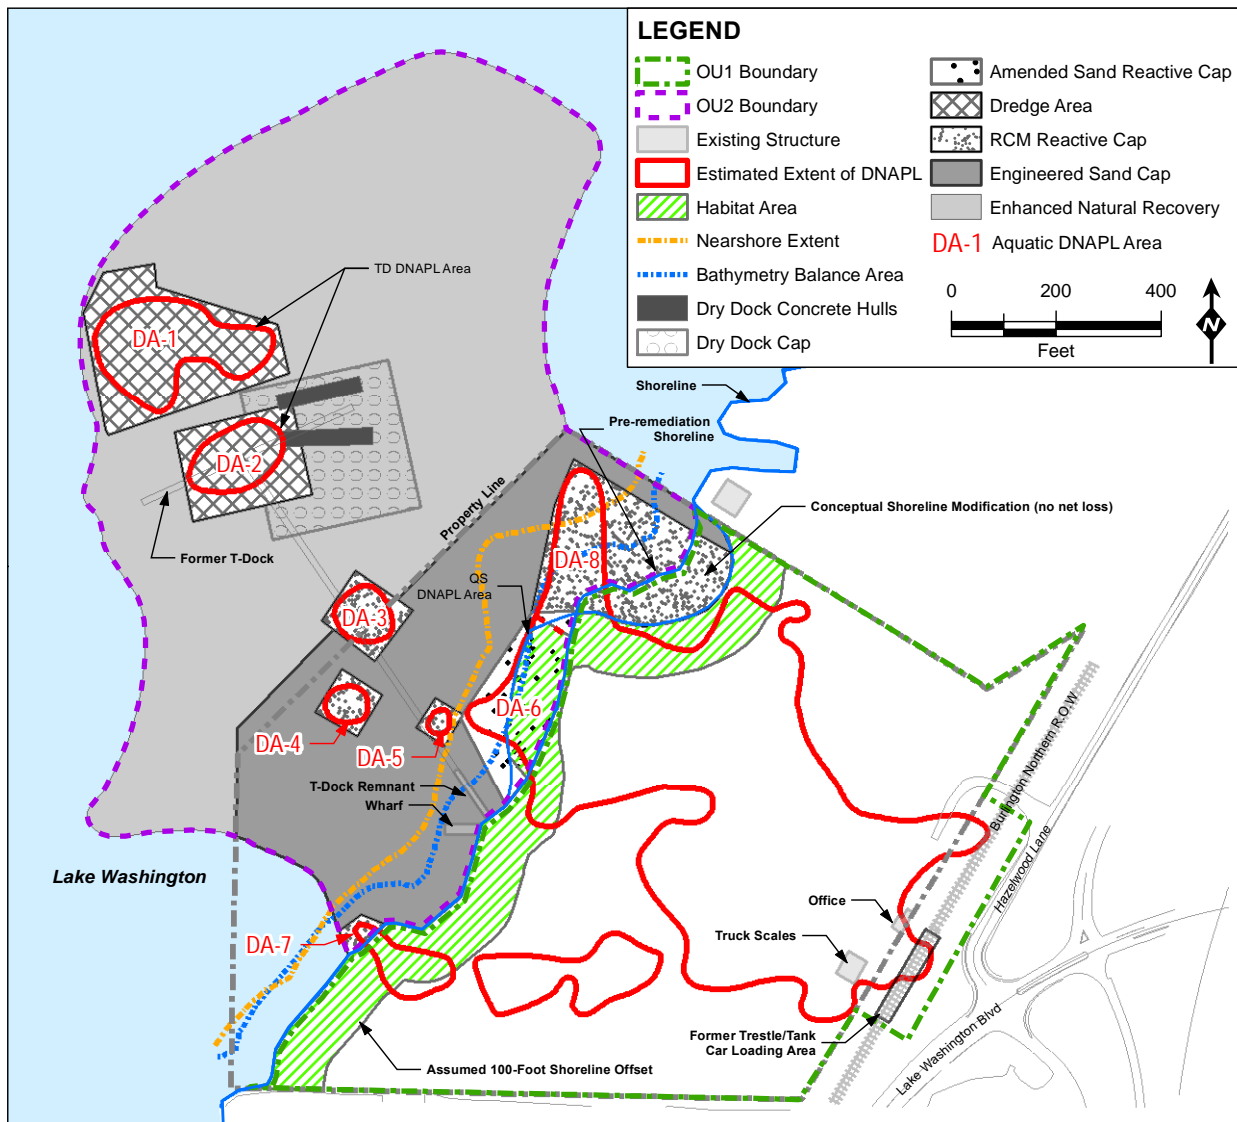 LEGEND
OU1 Boundary
OU2 Boundary
Existing Structure
Estimated Extent of DNAPL
Habitat Area
Nearshore Extent
Bathymetry Balance Area
Dry Dock Concrete Hulls
Dry Dock Cap
Amended Sand Reactive Cap
Dredge Area
RCM Reactive Cap
Engineered Sand Cap
Enhanced Natural Recovery
DA-1 Aquatic DNAPL Area
0 200 400
Feet
N
TD DNAPL Area
DA-1
DA-2
Former T-Dock
Property Line
Shoreline
Pre-remediation
Shoreline
Conceptual Shoreline Modification (no net loss)
DA-8
QS
DNAPL Area
DA-3
DA-4
DA-5
DA-6
T-Dock Remnant
Wharf
Lake Washington
DA-7
Burlington Northern R.O.W
Hazelwood Lane
Office
Truck Scales
Former Trestle/Tank
Car Loading Area
Lake Washington Blvd
Assumed 100-Foot Shoreline Offset